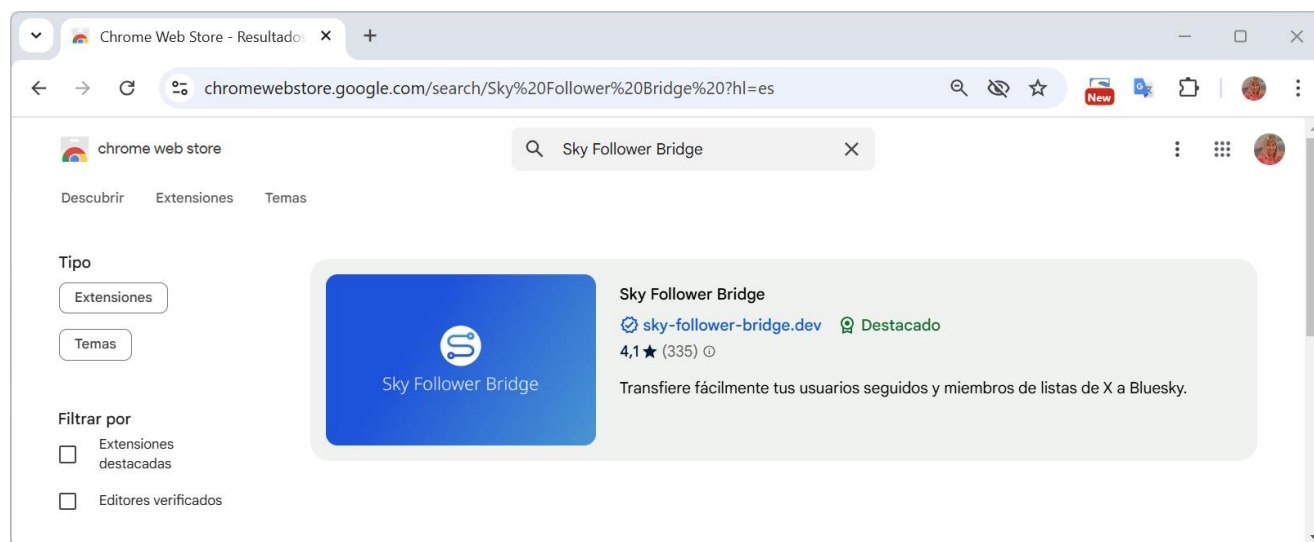 Chrome Web Store - Resultados
chromewebstore.google.com/search/Sky%20Follower%20Bridge%20?hl=es
New
chrome web store
Sky Follower Bridge
Descubrir Extensiones Temas
Tipo
Extensiones
Temas
Filtrar por
Extensiones
destacadas
Editores verificados
Sky Follower Bridge
Sky Follower Bridge
sky-follower-bridge.dev Destacado
4,1★ (335)
Transfiere fácilmente tus usuarios seguidos y miembros de listas de X a Bluesky.